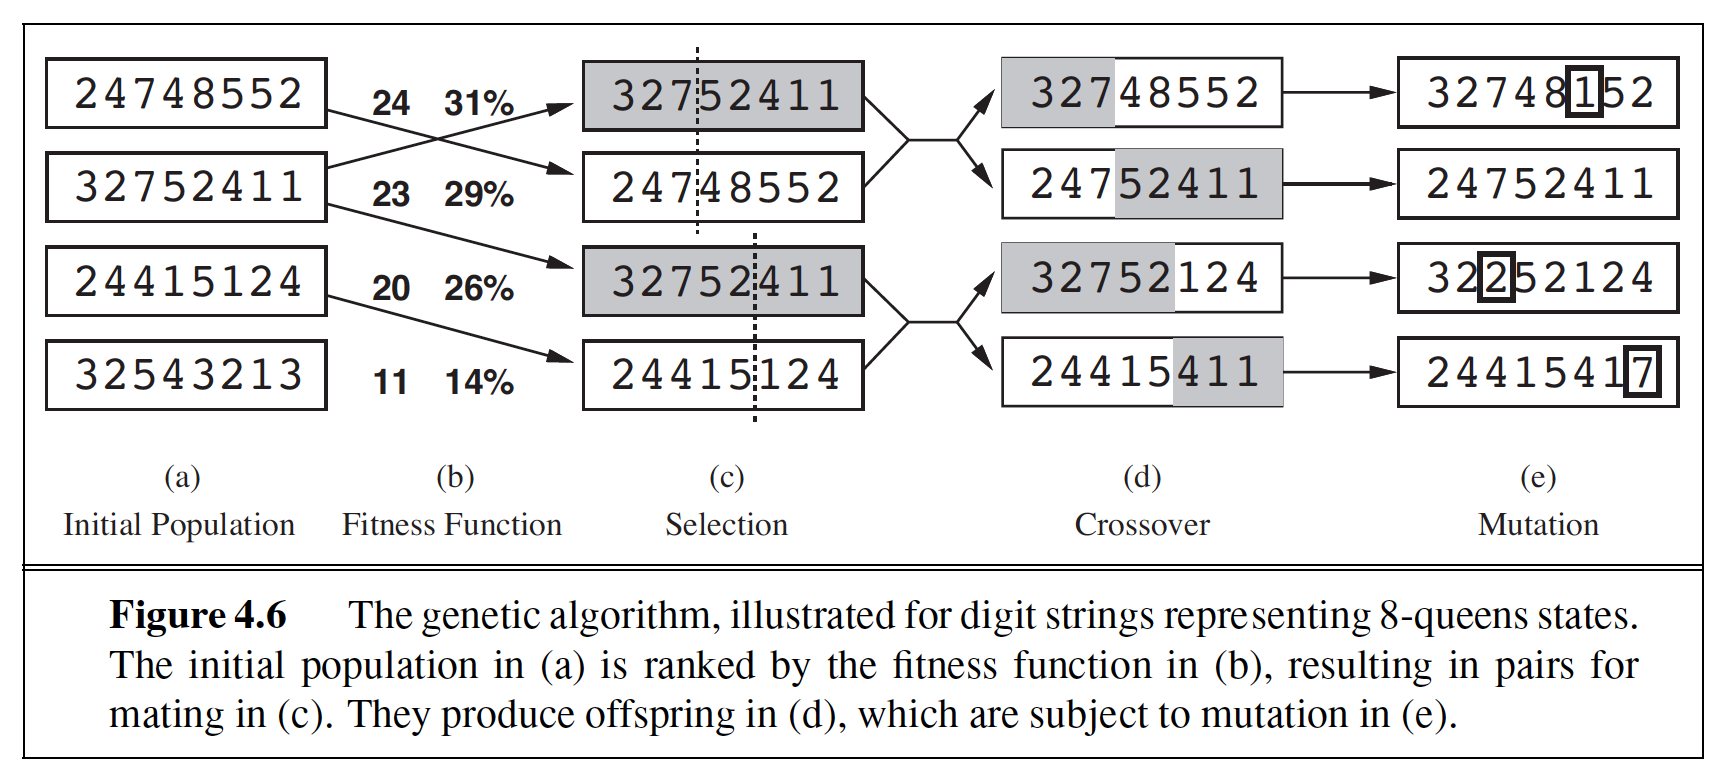 24748552 24 31% 32752411 32748552 32748152
32752411 23 29% 24748552 24752411 24752411
24415124 20 26% 32752411 32752124 32252124
32543213 11 14% 24415124 24415411 24415417
(a) (b) (c) (d) (e)
Initial Population Fitness Function Selection Crossover Mutation
Figure 4.6 The genetic algorithm, illustrated for digit strings representing 8-queens states.
The initial population in (a) is ranked by the fitness function in (b), resulting in pairs for
mating in (c). They produce offspring in (d), which are subject to mutation in (e).